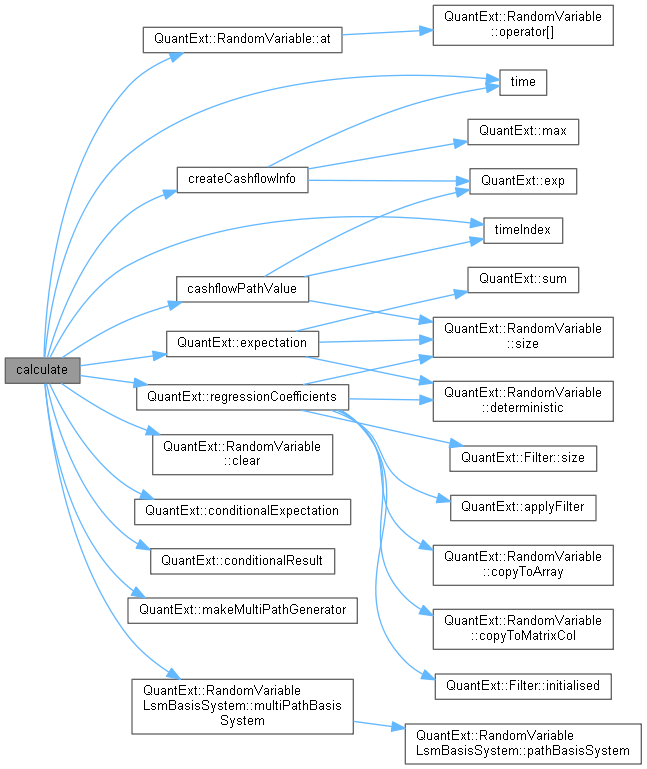 calculate
QuantExt::RandomVariable::at
QuantExt::RandomVariable
::operator[]
time
createCashflowInfo
QuantExt::max
QuantExt::exp
timeIndex
cashflowPathValue
QuantExt::sum
QuantExt::expectation
QuantExt::RandomVariable
::size
QuantExt::regressionCoefficients
QuantExt::RandomVariable
::deterministic
QuantExt::RandomVariable
::clear
QuantExt::Filter::size
QuantExt::conditionalExpectation
QuantExt::applyFilter
QuantExt::conditionalResult
QuantExt::RandomVariable
::copyToArray
QuantExt::makeMultiPathGenerator
QuantExt::RandomVariable
::copyToMatrixCol
QuantExt::Filter::initialised
QuantExt::RandomVariable
LsmBasisSystem::multiPathBasis
System
QuantExt::RandomVariable
LsmBasisSystem::pathBasisSystem